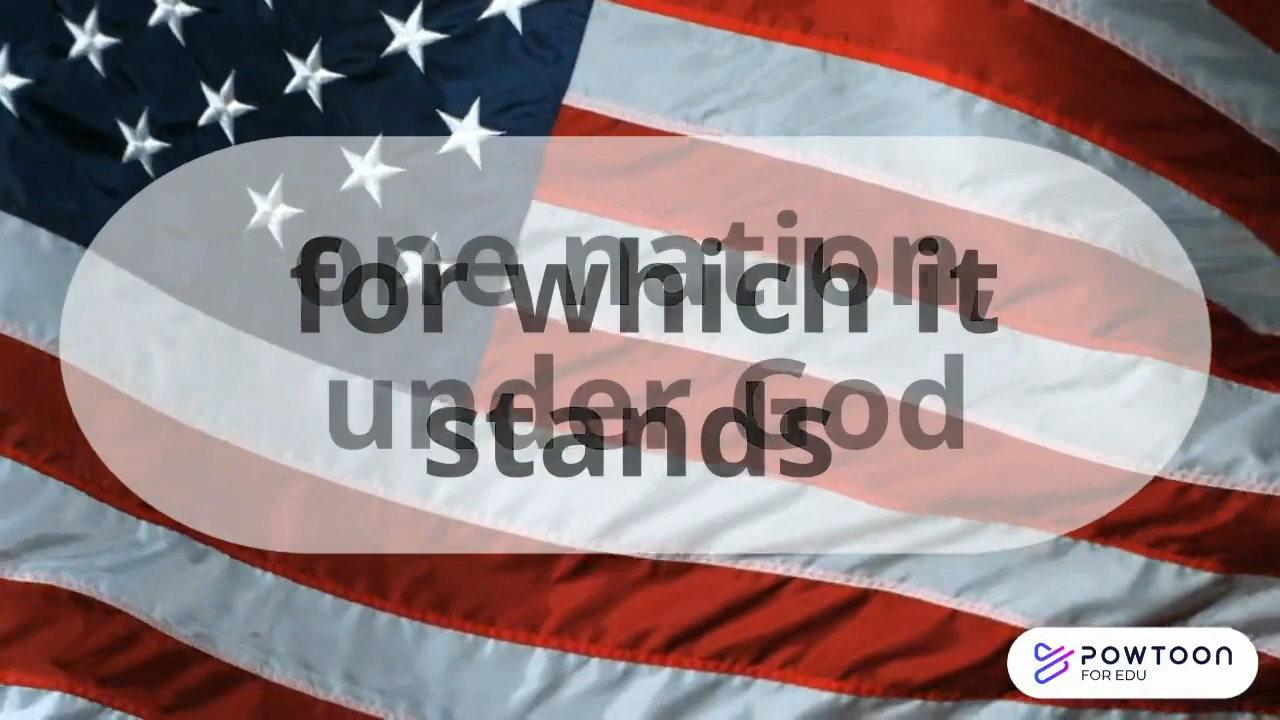 for which it
stands
one nation
under God
POWTOON
FOR EDU